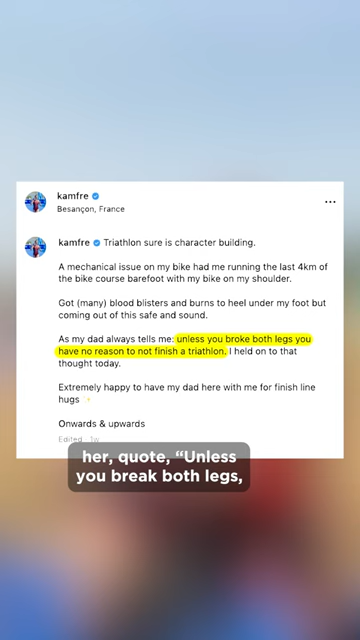 kamfre
Besançon, France
kamfre Triathlon sure is character building.
A mechanical issue on my bike had me running the last 4km of
the bike course barefoot with my bike on my shoulder.
Got (many) blood blisters and burns to heel under my foot but
coming out of this safe and sound.
As my dad always tells me: unless you broke both legs you
have no reason to not finish a triathlon. I held on to that
thought today.
Extremely happy to have my dad here with me for finish line
hugs
Onwards & upwards
Edited 1w
her, quote, “Unless
you break both legs,